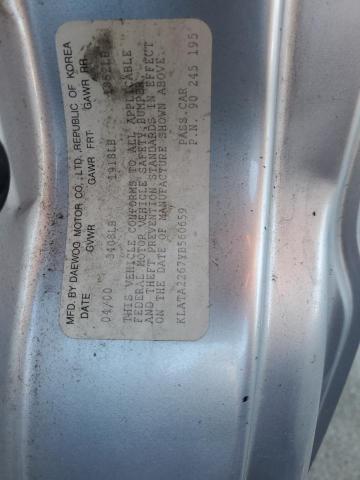 MFD. BY DAEWOO MOTOR CO., LTD. ,REPUBLIC OF KOREA
DATE GVWR GAWR FRT- GAWR RR
04/00 3408LB 1918LB
THIS VEHICLE CONFORMS TO ALL APPLICABLE
FEDERAL MOTOR VEHICLE SAFETY, BUMPER,
AND THEFT PREVENTION STANDARDS IN EFFECT
ON THE DATE OF MANUFACTURE SHOWN ABOVE.
KLATA2267YB560659 PASS.CAR
P.N. 90 245 195